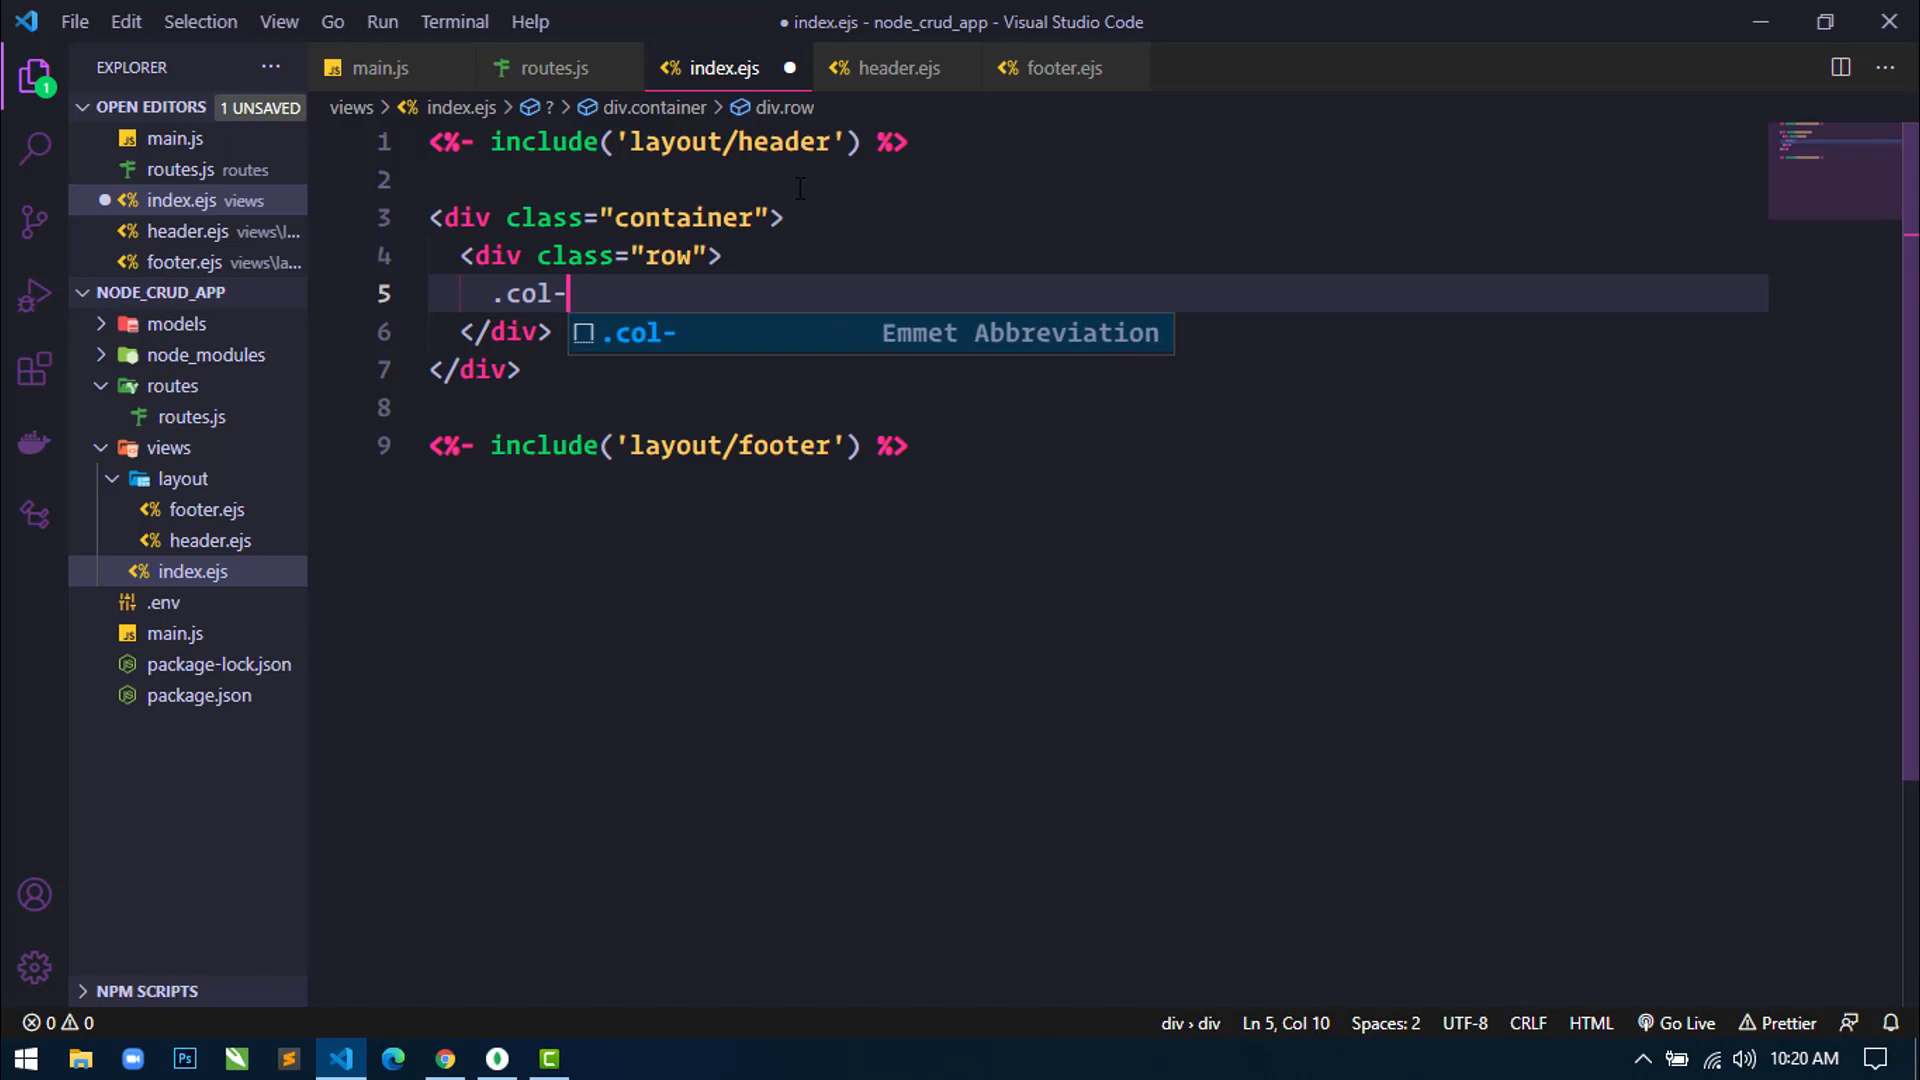 File Edit View Go Run Terminal Help ● index.ejs - node_crud_app - Visual Studio Code
EXPLORER ···
main.js routes.js index.ejs header.ejs footer.ejs
1
OPEN EDITORS 1 UNSAVED
views > index.ejs > ? > div.container > div.row
main.js
routes.js routes
index.ejs views
header.ejs views\l...
footer.ejs views\la...
NODE_CRUD_APP
models
node_modules
routes
routes.js
views
layout
footer.ejs
header.ejs
index.ejs
.env
main.js
package-lock.json
package.json
NPM SCRIPTS
1 <%- include('layout/header') %>
2
3 <div class="container">
4 <div class="row">
5 .col-
6 </div>
.col- Emmet Abbreviation
7 </div>
8
9 <%- include('layout/footer') %>
0 0 div › div Ln 5, Col 10 Spaces: 2 UTF-8 CRLF HTML Go Live Prettier
Ps C 10:20 AM